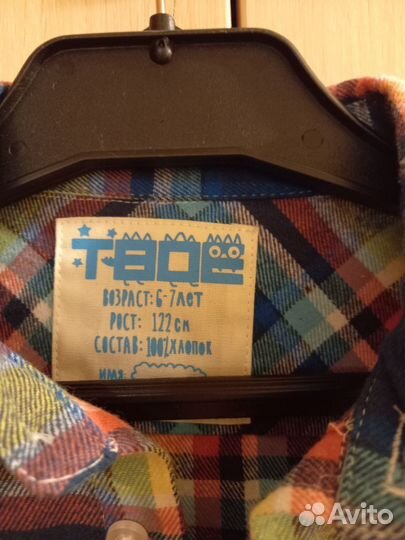 ТВОЕ
ВОЗРАСТ: 6-7 ЛЕТ
РОСТ: 122 СМ
СОСТАВ: 100% ХЛОПОК
ИМЯ:
Avito